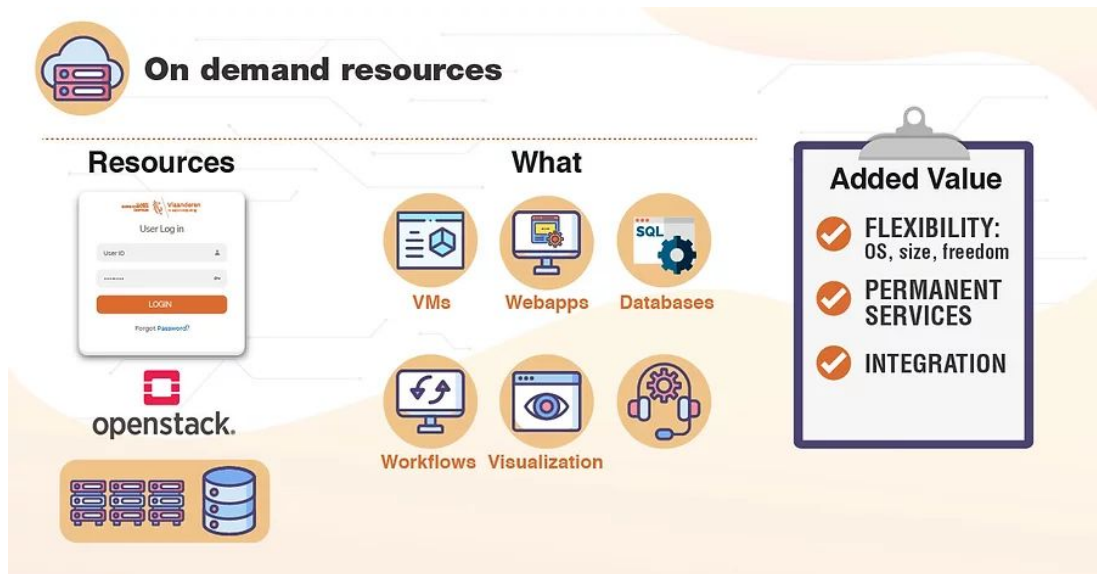 On demand resources
Resources
Vlaanderen
User Log in
User ID
LOGIN
Forgot Password?
openstack.
What
SQL
VMs
Webapps
Databases
Workflows
Visualization
Added Value
FLEXIBILITY:
OS, size, freedom
PERMANENT
SERVICES
INTEGRATION